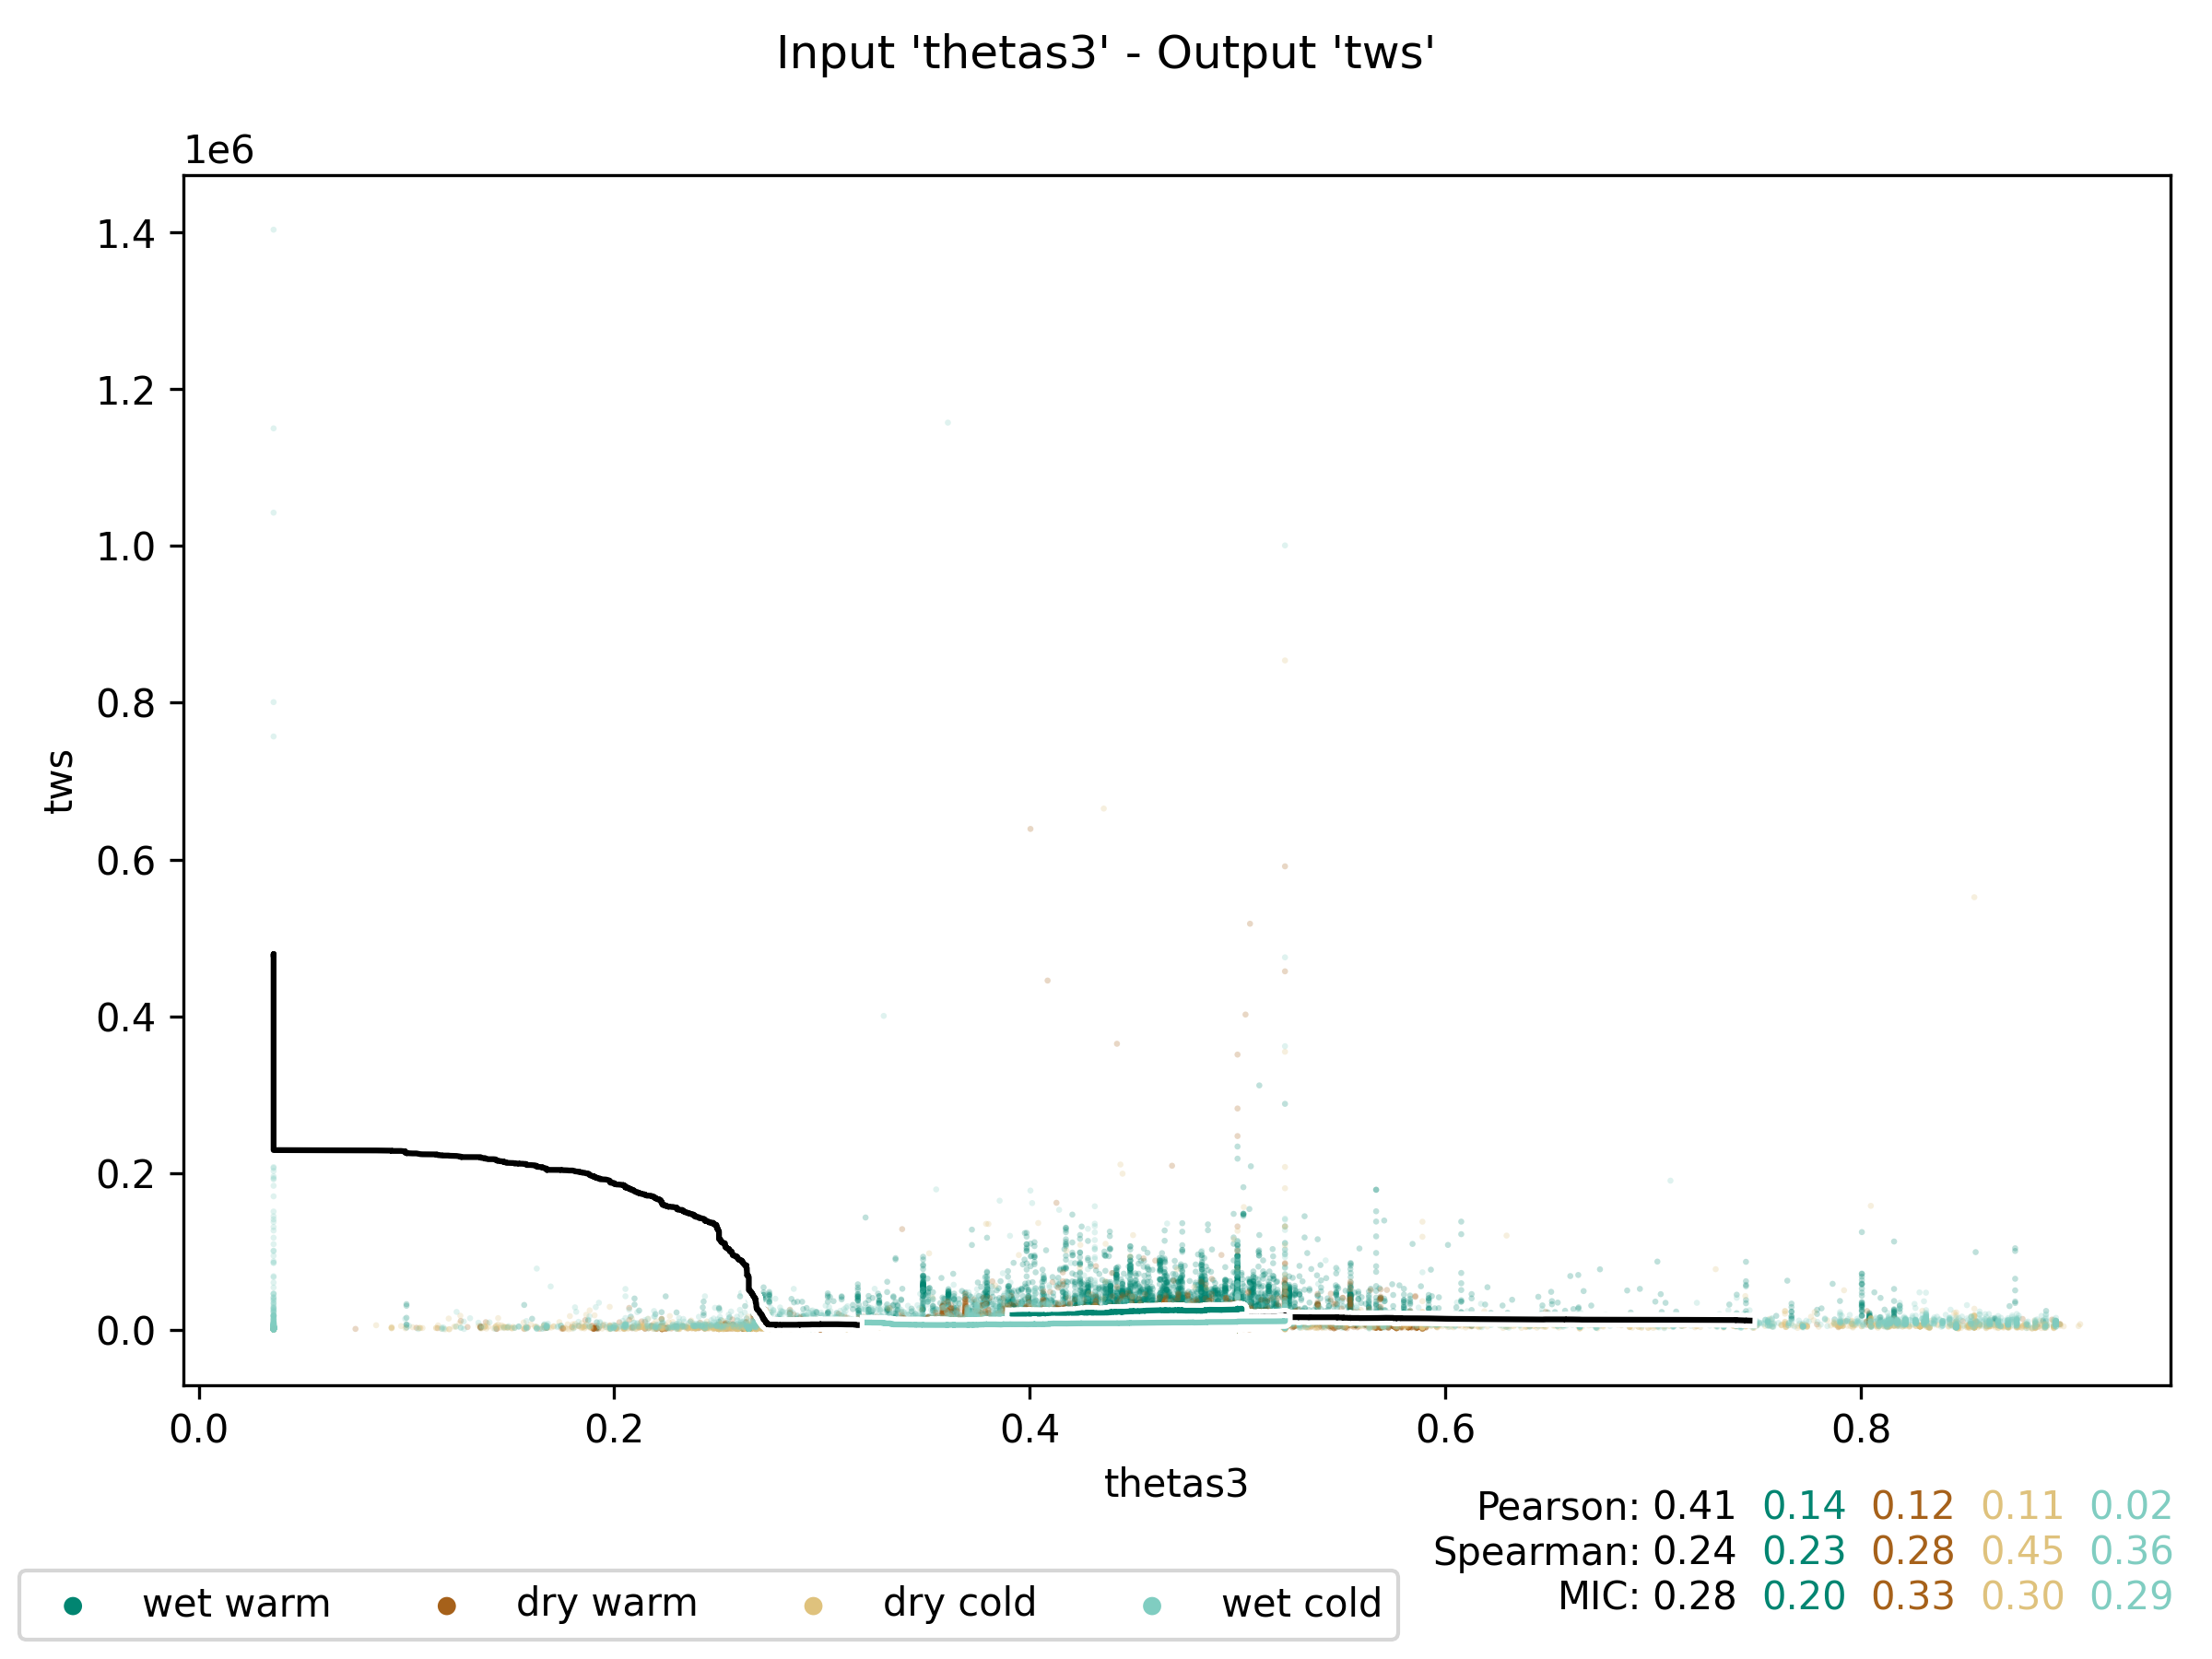 Input 'thetas3' - Output 'tws'
1e6
1.4
1.2
1.0
0.8
0.6
0.4
0.2
0.0
tws
0.0 0.2 0.4 0.6 0.8
thetas3
Pearson: 0.41 0.14 0.12 0.11 0.02
Spearman: 0.24 0.23 0.28 0.45 0.36
MIC: 0.28 0.20 0.33 0.30 0.29
wet warm dry warm dry cold wet cold